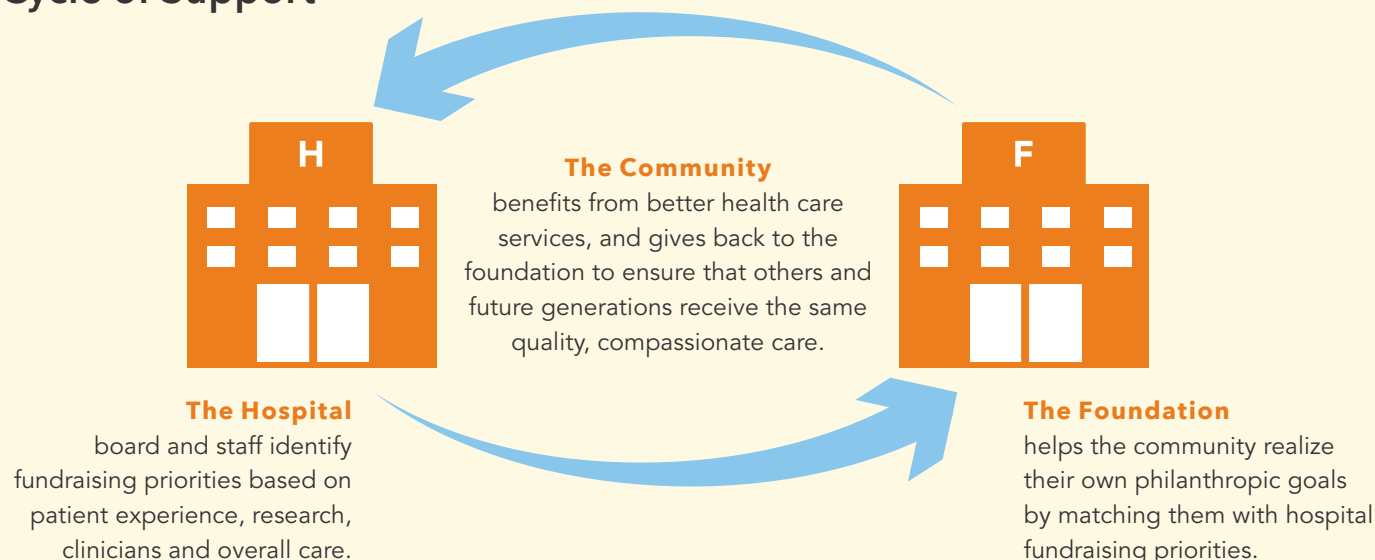 Cycle of Support
H
F
The Community
benefits from better health care
services, and gives back to the
foundation to ensure that others and
future generations receive the same
quality, compassionate care.
The Hospital
board and staff identify
fundraising priorities based on
patient experience, research,
clinicians and overall care.
The Foundation
helps the community realize
their own philanthropic goals
by matching them with hospital
fundraising priorities.